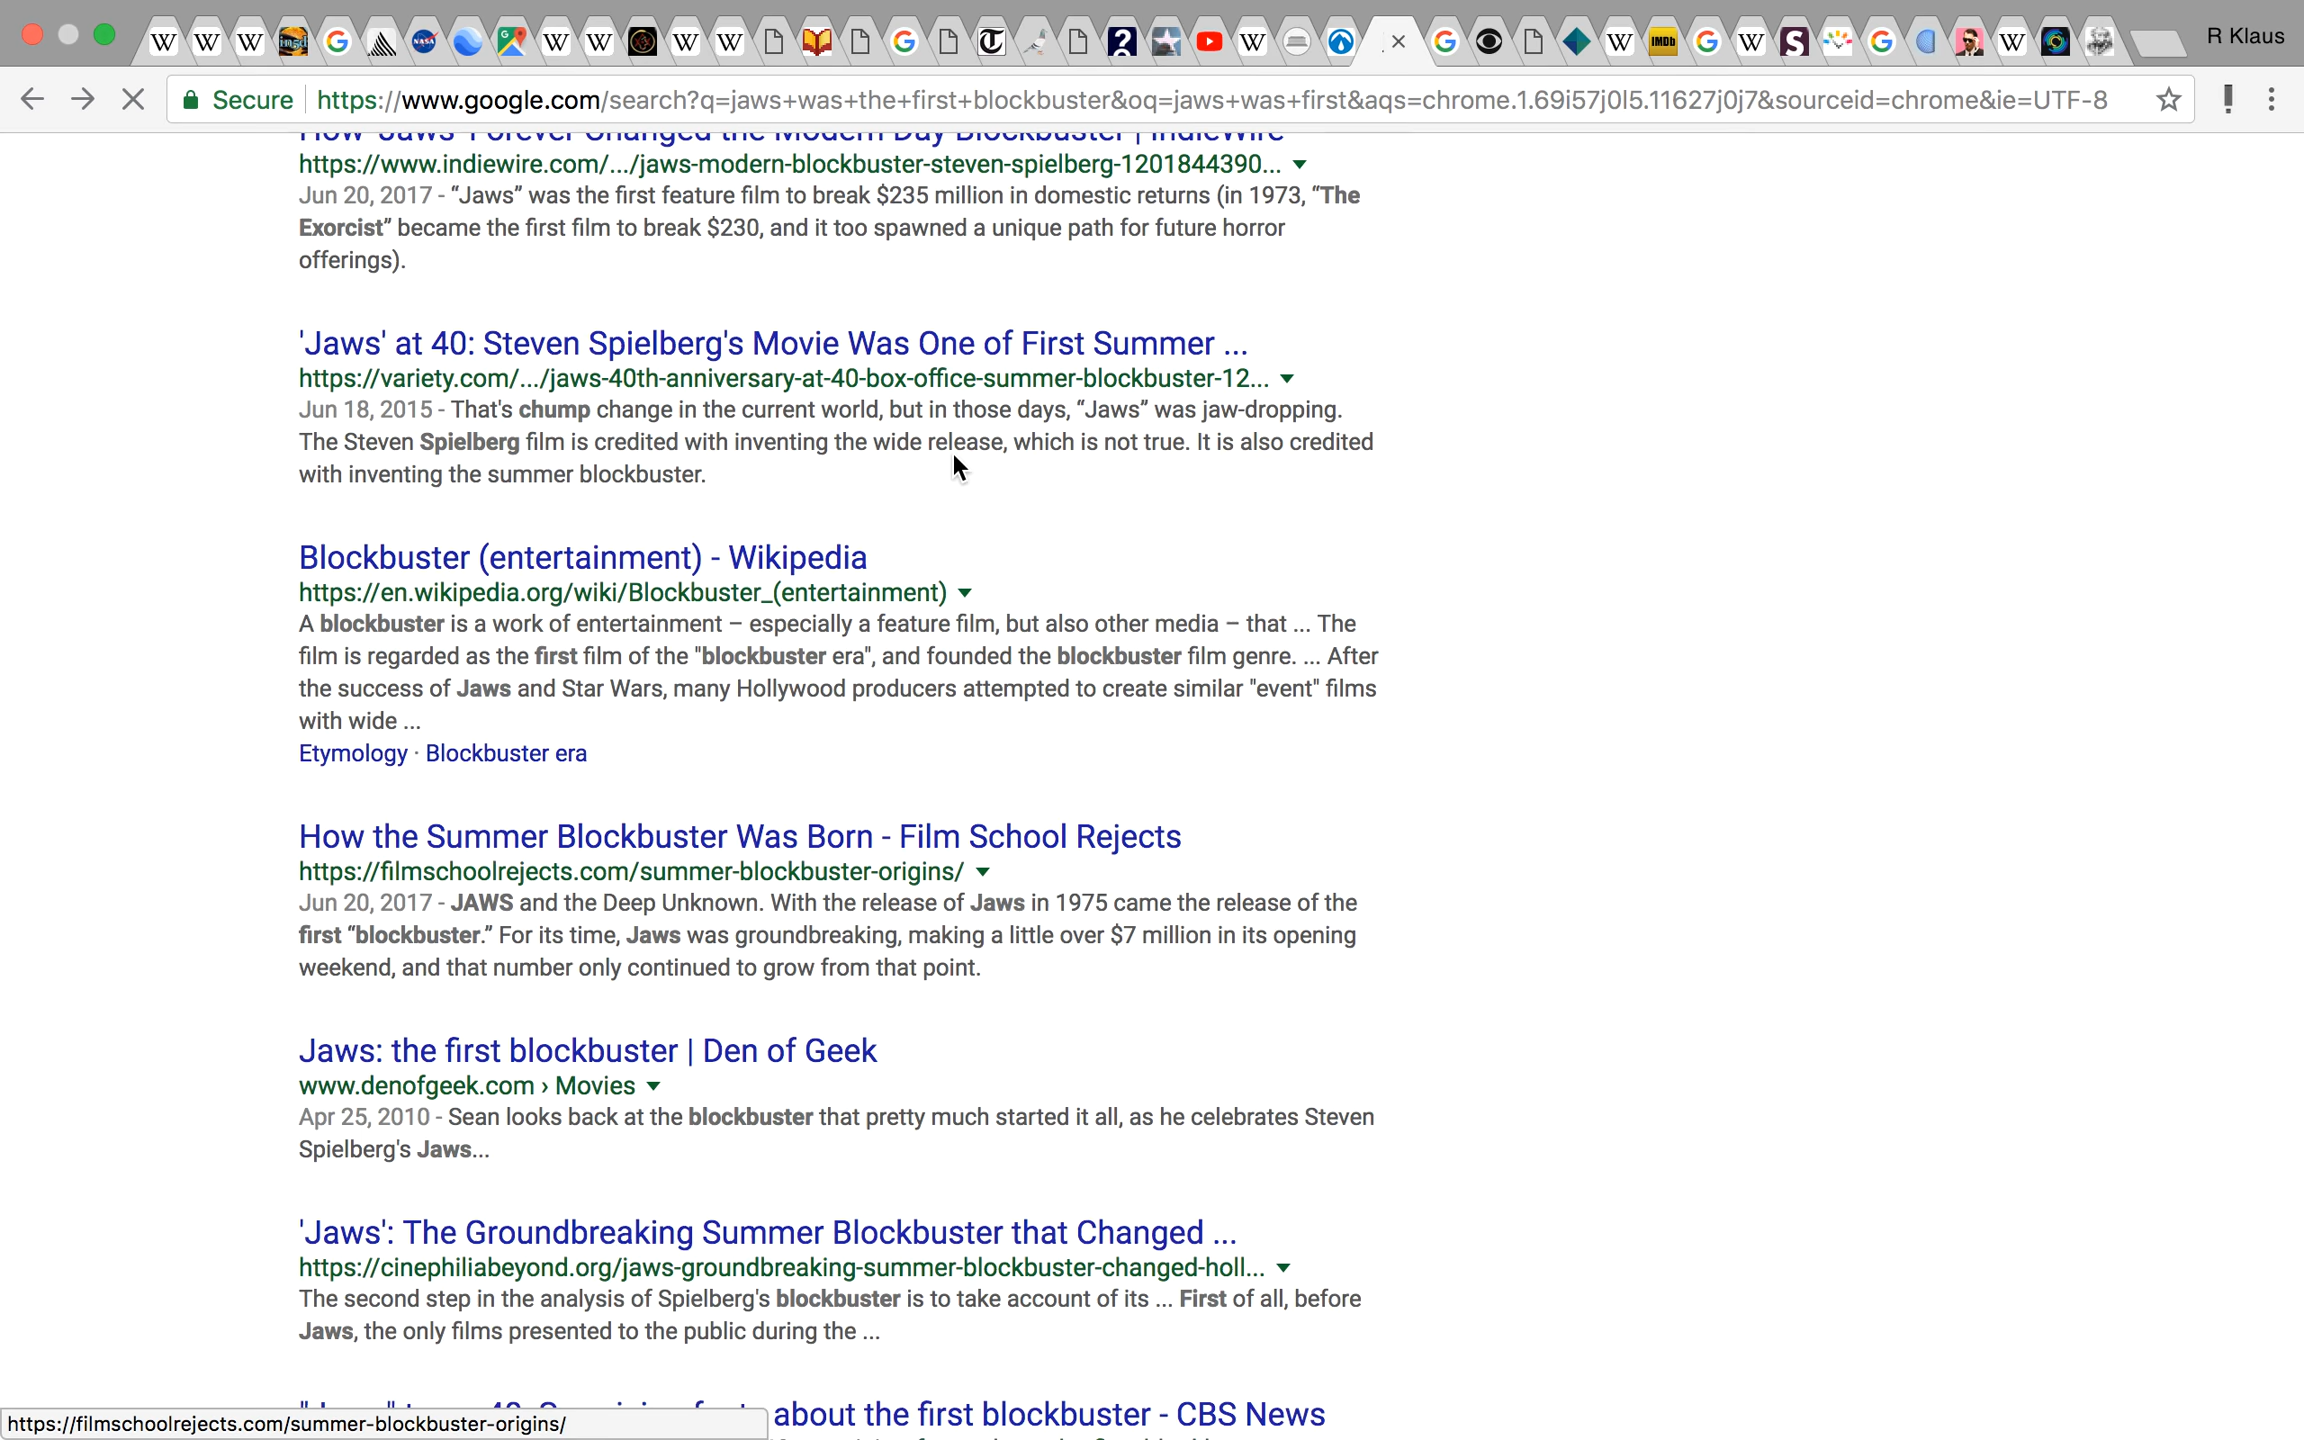 R Klaus
Secure https://www.google.com/search?q=jaws+was+the+first+blockbuster&oq=jaws+was+first&aqs=chrome.1.69i57j0l5.11627j0j7&sourceid=chrome&ie=UTF-8
How 'Jaws' Forever Changed the Modern Day Blockbuster | IndieWire
https://www.indiewire.com/.../jaws-modern-blockbuster-steven-spielberg-1201844390...
Jun 20, 2017 - “Jaws” was the first feature film to break $235 million in domestic returns (in 1973, “The
Exorcist” became the first film to break $230, and it too spawned a unique path for future horror
offerings).
'Jaws' at 40: Steven Spielberg's Movie Was One of First Summer ...
https://variety.com/.../jaws-40th-anniversary-at-40-box-office-summer-blockbuster-12...
Jun 18, 2015 - That's chump change in the current world, but in those days, “Jaws” was jaw-dropping.
The Steven Spielberg film is credited with inventing the wide release, which is not true. It is also credited
with inventing the summer blockbuster.
Blockbuster (entertainment) - Wikipedia
https://en.wikipedia.org/wiki/Blockbuster_(entertainment)
A blockbuster is a work of entertainment – especially a feature film, but also other media – that ... The
film is regarded as the first film of the "blockbuster era", and founded the blockbuster film genre. ... After
the success of Jaws and Star Wars, many Hollywood producers attempted to create similar "event" films
with wide ...
Etymology · Blockbuster era
How the Summer Blockbuster Was Born - Film School Rejects
https://filmschoolrejects.com/summer-blockbuster-origins/
Jun 20, 2017 - JAWS and the Deep Unknown. With the release of Jaws in 1975 came the release of the
first “blockbuster.” For its time, Jaws was groundbreaking, making a little over $7 million in its opening
weekend, and that number only continued to grow from that point.
Jaws: the first blockbuster | Den of Geek
www.denofgeek.com › Movies
Apr 25, 2010 - Sean looks back at the blockbuster that pretty much started it all, as he celebrates Steven
Spielberg's Jaws...
'Jaws': The Groundbreaking Summer Blockbuster that Changed ...
https://cinephiliabeyond.org/jaws-groundbreaking-summer-blockbuster-changed-holl...
The second step in the analysis of Spielberg's blockbuster is to take account of its ... First of all, before
Jaws, the only films presented to the public during the ...
about the first blockbuster - CBS News
https://filmschoolrejects.com/summer-blockbuster-origins/